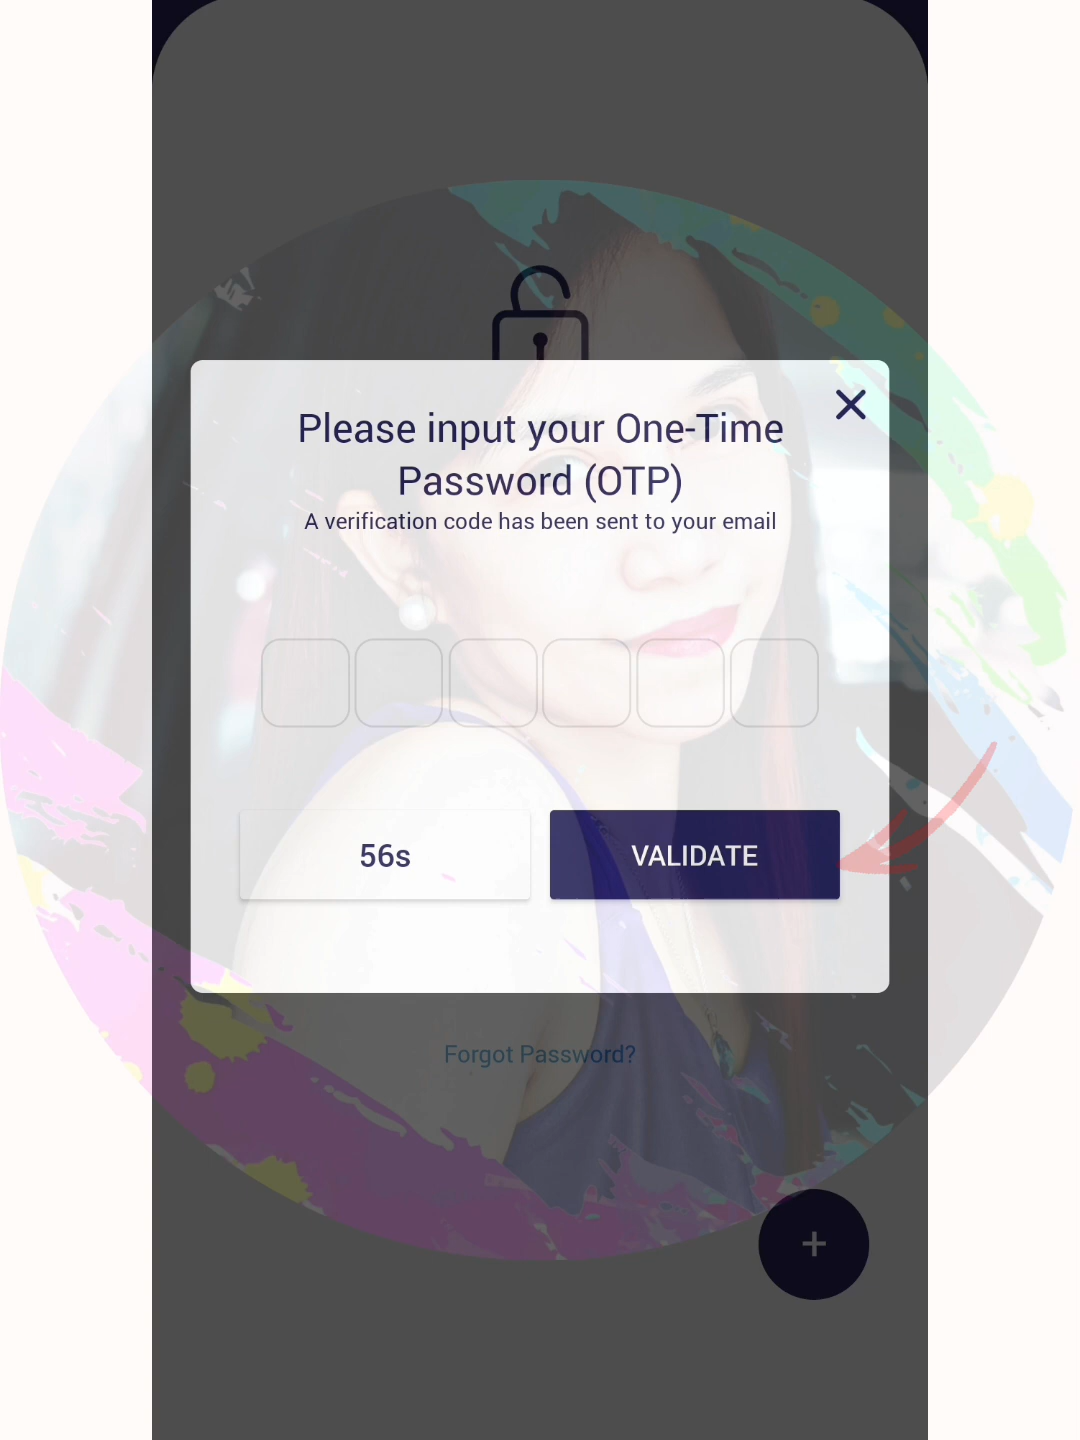 Please input your One-Time
Password (OTP)
A verification code has been sent to your email
56s
VALIDATE
Forgot Password?
+